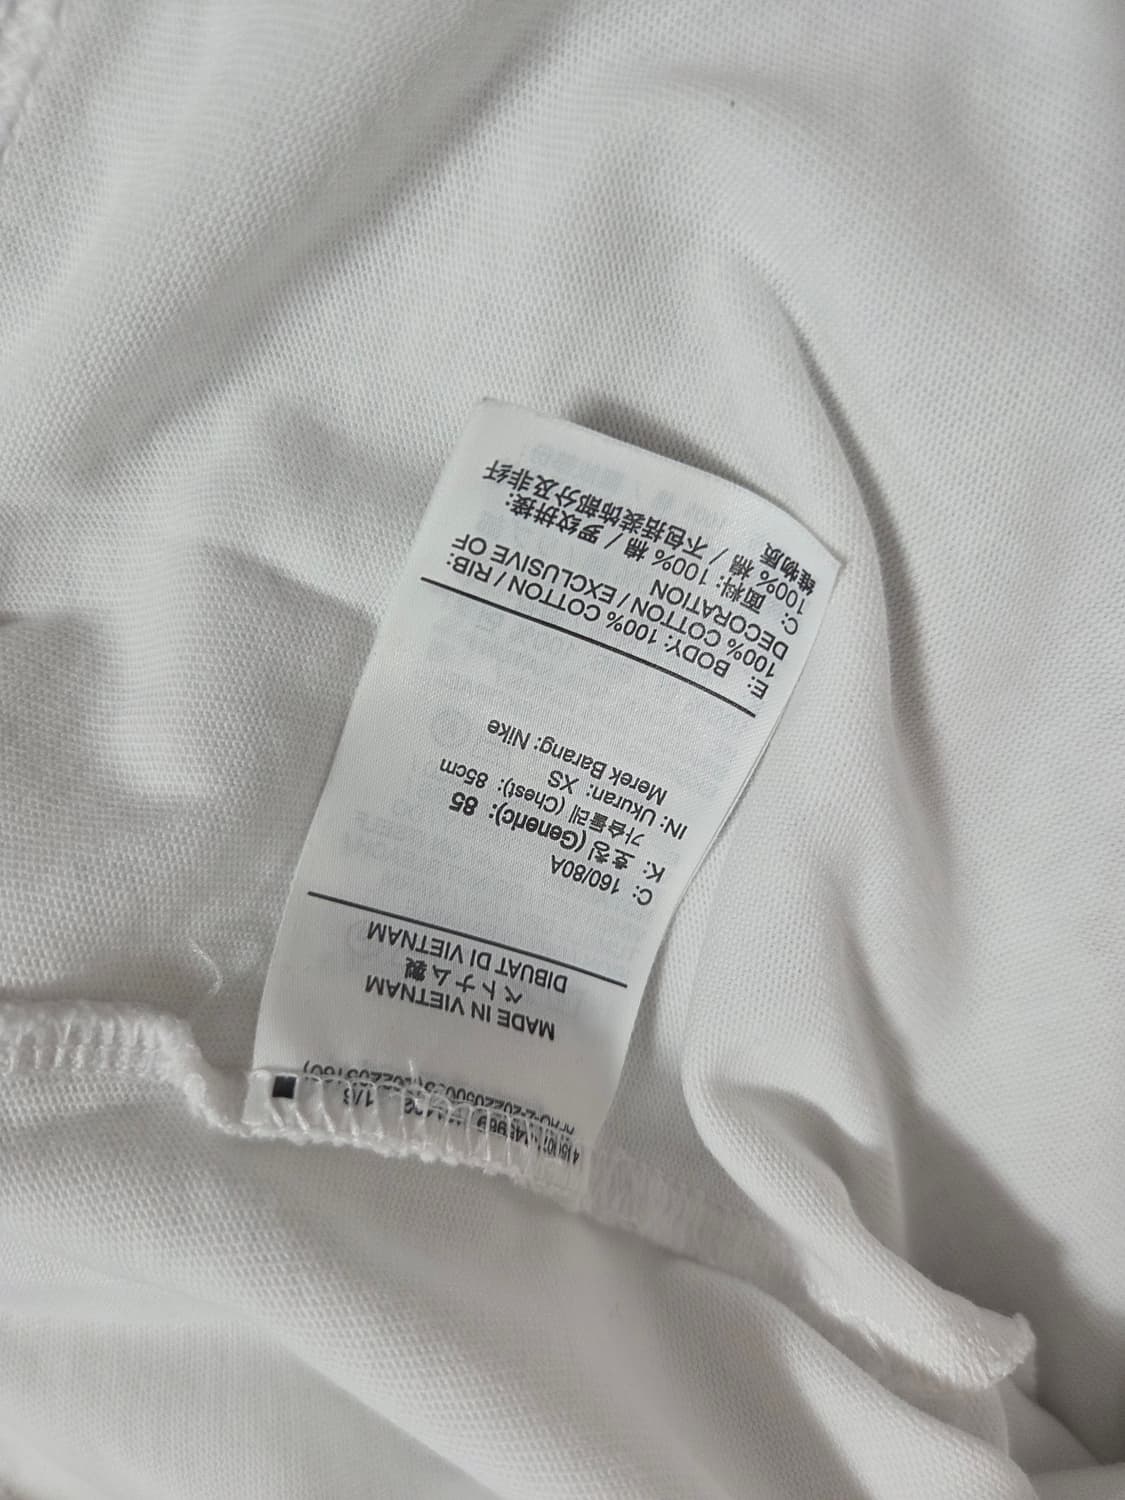 1/6
MADE IN VIETNAM
ベトナム製
DIBUAT DI VIETNAM
C: 160/80A
K: 호칭 (Generic): 85
가슴둘레 (Chest): 85cm
IN: Ukuran: XS
Merek Barang: Nike
E: BODY: 100% COTTON / RIB:
100% COTTON / EXCLUSIVE OF
DECORATION
C: 面料: 100% 棉 / 罗纹拼接:
100% 棉 / 不包括装饰部分及非纤
维物质